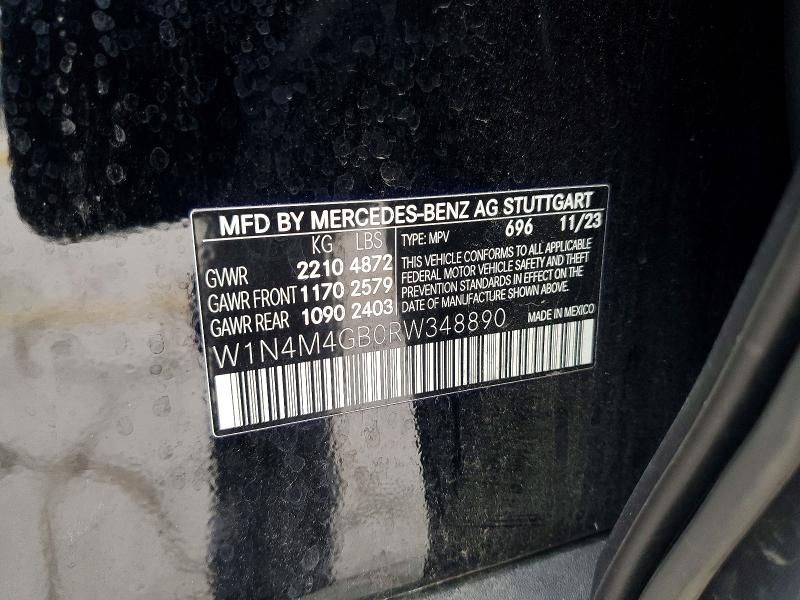 MFD BY MERCEDES-BENZ AG STUTTGART
KG LBS
GVWR 2210 4872
GAWR FRONT 1170 2579
GAWR REAR 1090 2403
TYPE: MPV 696 11/23
THIS VEHICLE CONFORMS TO ALL APPLICABLE
FEDERAL MOTOR VEHICLE SAFETY AND THEFT
PREVENTION STANDARDS IN EFFECT ON THE
DATE OF MANUFACTURE SHOWN ABOVE.
MADE IN MEXICO
W1N4M4GB0RW348890